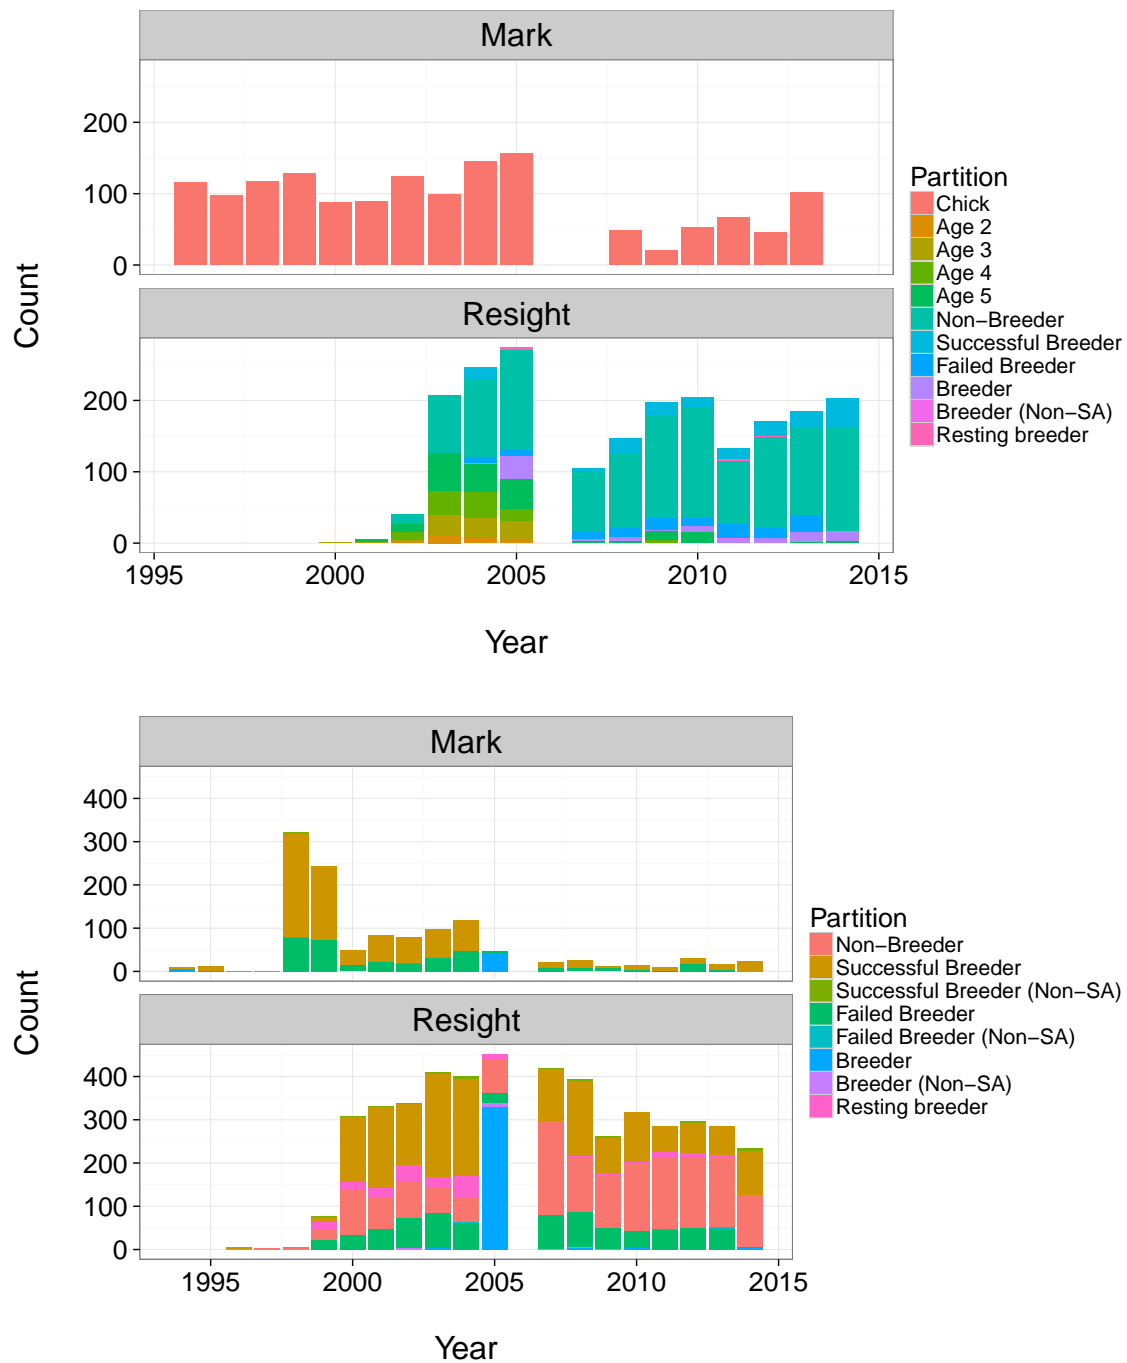 Mark
200
100
0
Resight
200
100
0
1995 2000 2005 2010 2015
Count
Year
Partition
Chick
Age 2
Age 3
Age 4
Age 5
Non−Breeder
Successful Breeder
Failed Breeder
Breeder
Breeder (Non−SA)
Resting breeder
Mark
400
300
200
100
0
Resight
400
300
200
100
0
1995 2000 2005 2010 2015
Count
Year
Partition
Non−Breeder
Successful Breeder
Successful Breeder (Non−SA)
Failed Breeder
Failed Breeder (Non−SA)
Breeder
Breeder (Non−SA)
Resting breeder